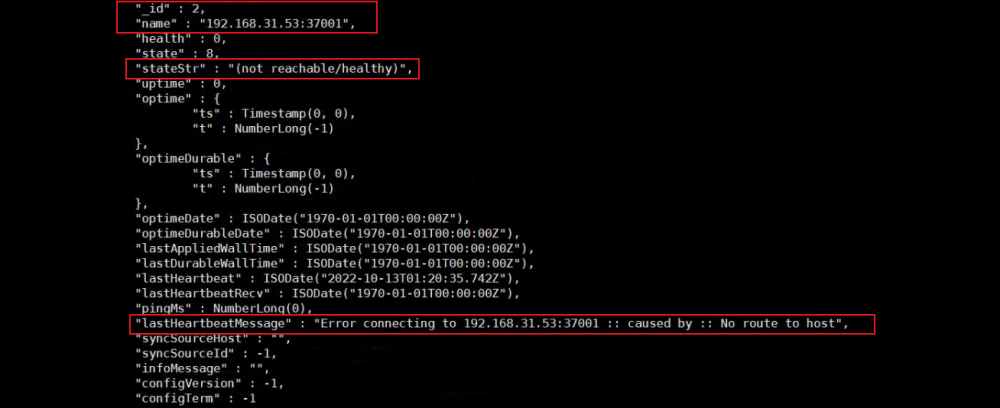 "_id" : 2,
"name" : "192.168.31.53:37001",
"health" : 0,
"state" : 8,
"stateStr" : "(not reachable/healthy)",
"uptime" : 0,
"optime" : {
"ts" : Timestamp(0, 0),
"t" : NumberLong(-1)
},
"optimeDurable" : {
"ts" : Timestamp(0, 0),
"t" : NumberLong(-1)
},
"optimeDate" : ISODate("1970-01-01T00:00:00Z"),
"optimeDurableDate" : ISODate("1970-01-01T00:00:00Z"),
"lastAppliedWallTime" : ISODate("1970-01-01T00:00:00Z"),
"lastDurableWallTime" : ISODate("1970-01-01T00:00:00Z"),
"lastHeartbeat" : ISODate("2022-10-13T01:20:35.742Z"),
"lastHeartbeatRecv" : ISODate("1970-01-01T00:00:00Z"),
"pingMs" : NumberLong(0),
"lastHeartbeatMessage" : "Error connecting to 192.168.31.53:37001 :: caused by :: No route to host",
"syncSourceHost" : "",
"syncSourceId" : -1,
"infoMessage" : "",
"configVersion" : -1,
"configTerm" : -1